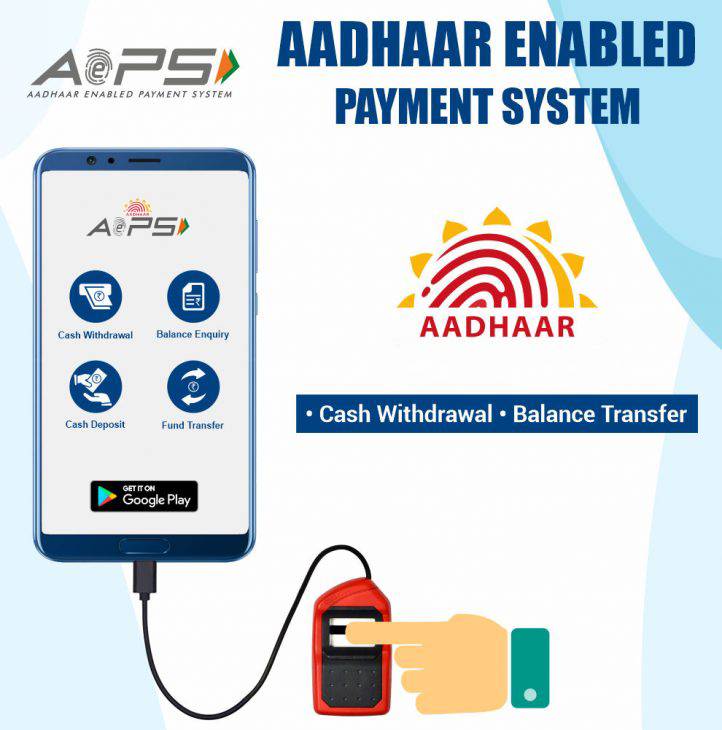 AePS
AADHAAR ENABLED PAYMENT SYSTEM
AADHAAR ENABLED
PAYMENT SYSTEM
AADHAAR
AePS
Cash Withdrawal
Balance Enquiry
Cash Deposit
Fund Transfer
GET IT ON
Google Play
AADHAAR
• Cash Withdrawal • Balance Transfer